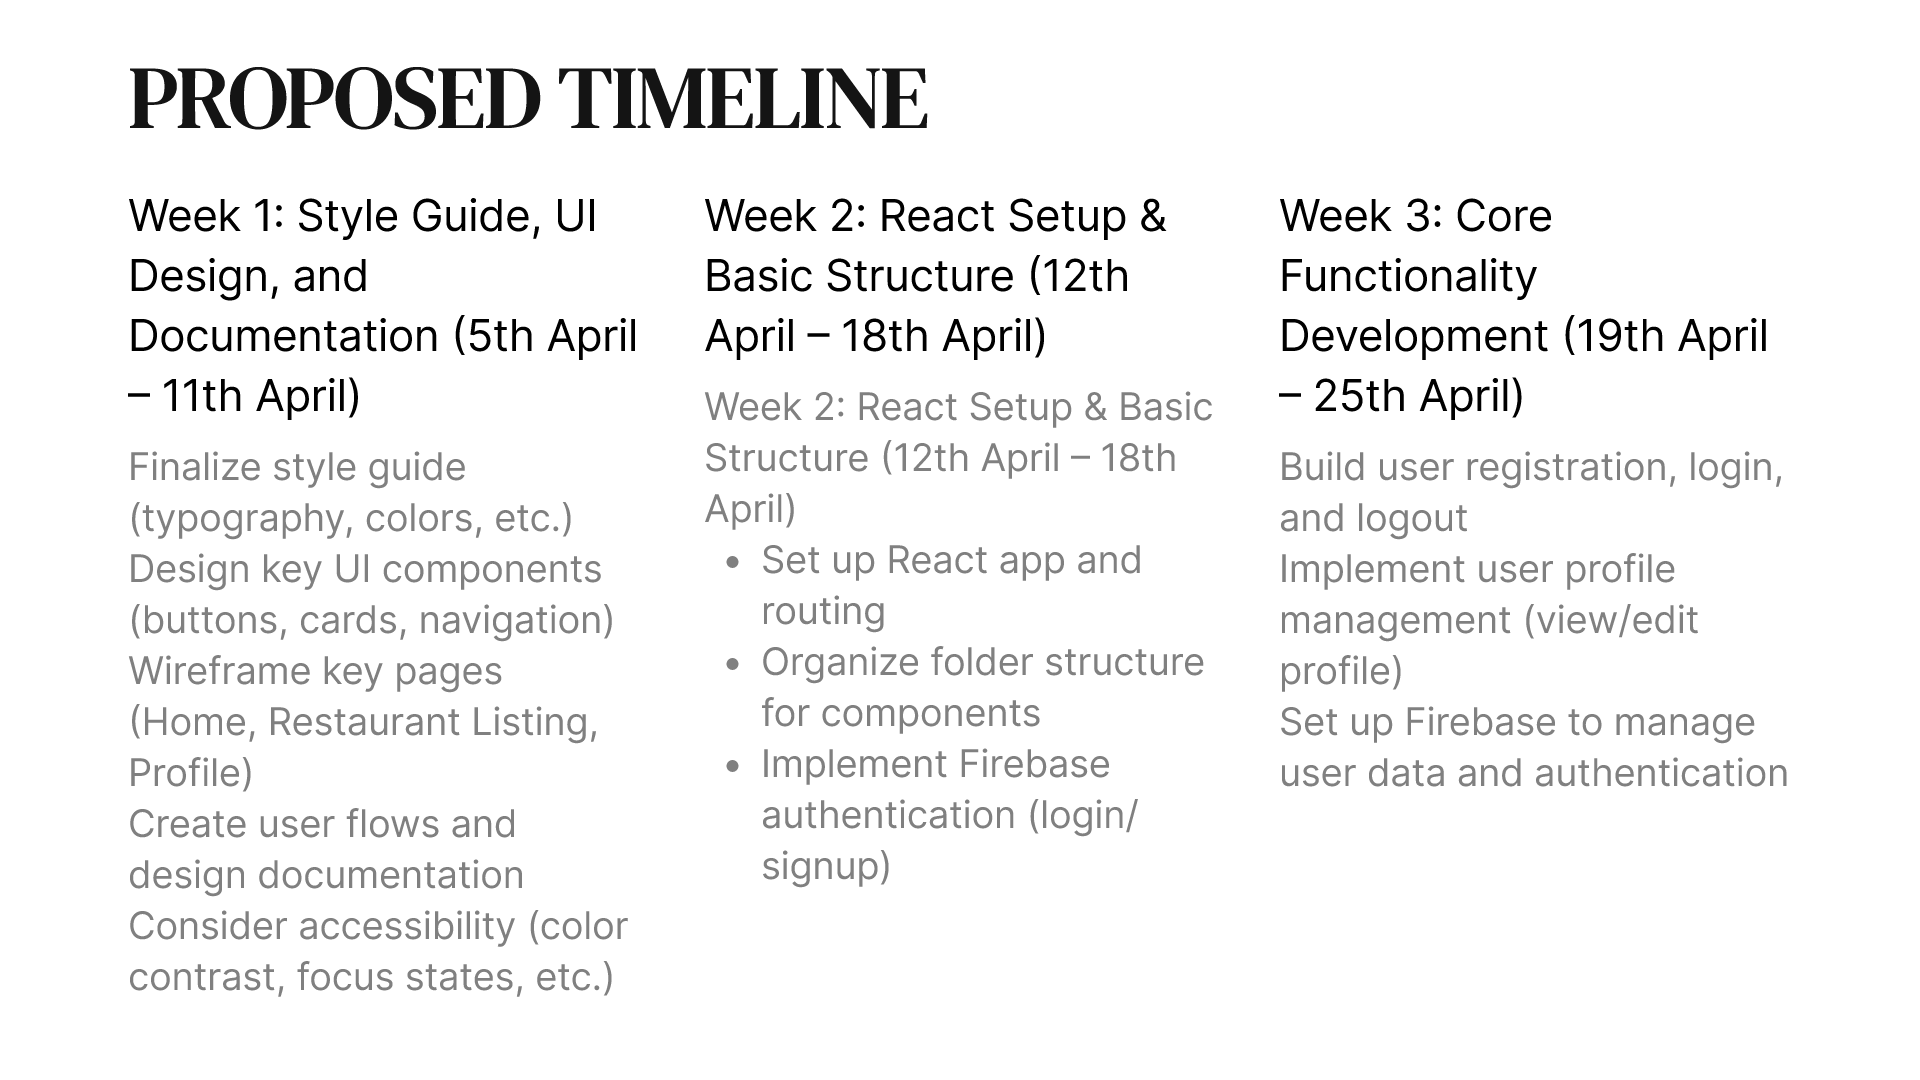 PROPOSED TIMELINE
Week 1: Style Guide, UI
Design, and
Documentation (5th April
– 11th April)
Finalize style guide
(typography, colors, etc.)
Design key UI components
(buttons, cards, navigation)
Wireframe key pages
(Home, Restaurant Listing,
Profile)
Create user flows and
design documentation
Consider accessibility (color
contrast, focus states, etc.)
Week 2: React Setup &
Basic Structure (12th
April – 18th April)
Week 2: React Setup & Basic
Structure (12th April – 18th
April)
• Set up React app and
routing
• Organize folder structure
for components
• Implement Firebase
authentication (login/
signup)
Week 3: Core
Functionality
Development (19th April
– 25th April)
Build user registration, login,
and logout
Implement user profile
management (view/edit
profile)
Set up Firebase to manage
user data and authentication